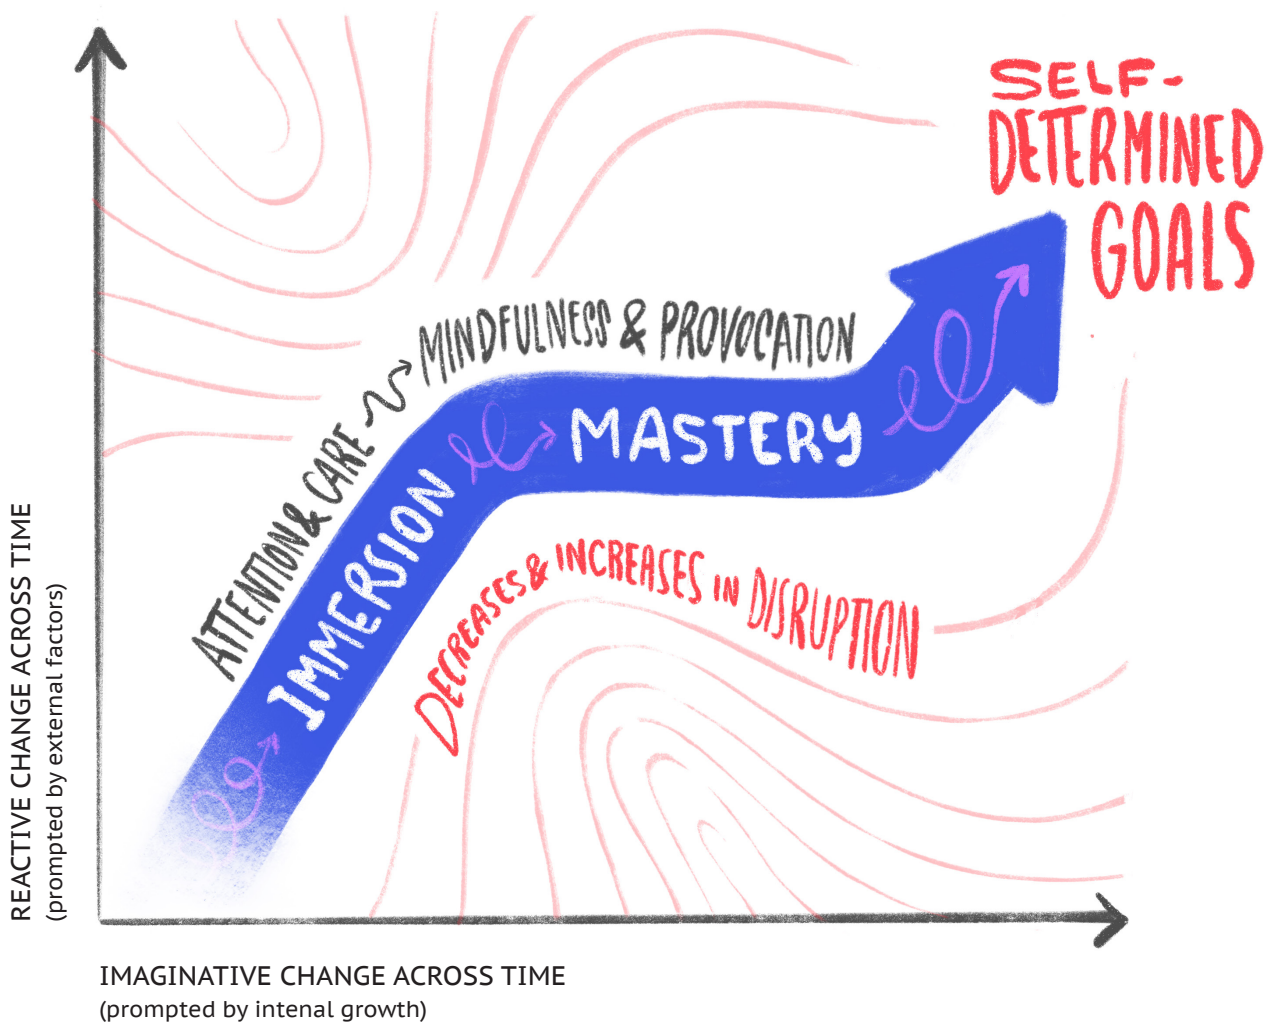 SELF-
DETERMINED
GOALS
MINDFULNESS & PROVOCATION
ATTENTION & CARE
MASTERY
IMMERSION
DECREASES & INCREASES IN DISRUPTION
REACTIVE CHANGE ACROSS TIME
(prompted by external factors)
IMAGINATIVE CHANGE ACROSS TIME
(prompted by intenal growth)